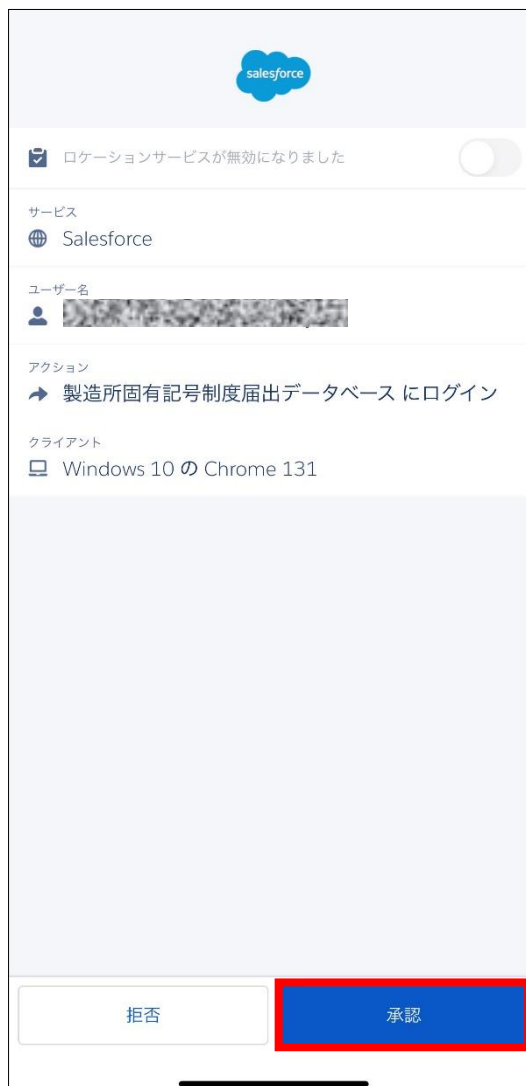 salesforce
ロケーションサービスが無効になりました
サービス
Salesforce
ユーザー名
アクション
製造所固有記号制度届出データベース にログイン
クライアント
Windows 10 の Chrome 131
拒否
承認